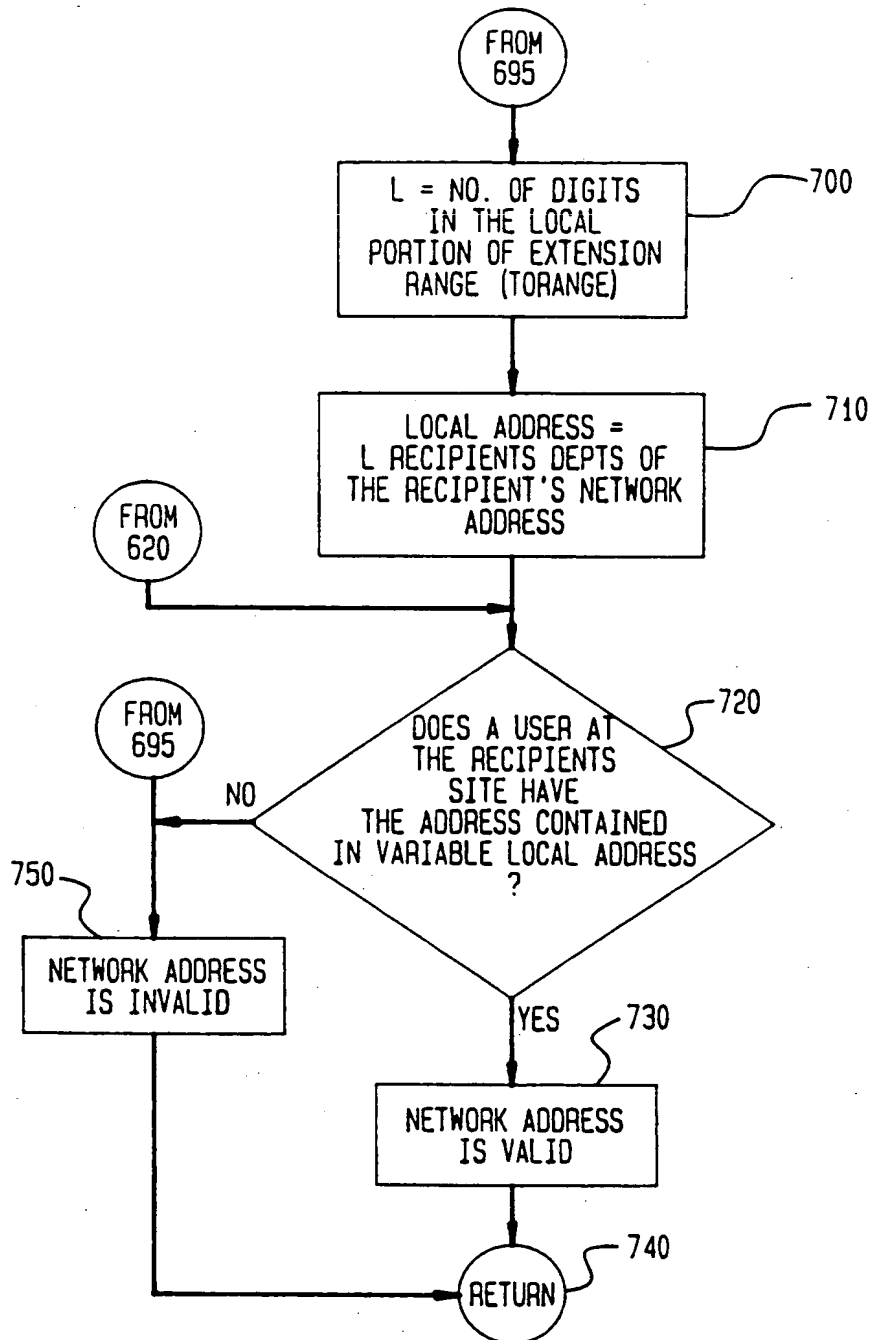 FROM
695
L = NO. OF DIGITS
IN THE LOCAL
PORTION OF EXTENSION
RANGE (TORANGE)
700
LOCAL ADDRESS =
L RECIPIENTS DEPTS OF
THE RECIPIENT'S NETWORK
ADDRESS
710
FROM
620
FROM
695
DOES A USER AT
THE RECIPIENTS
SITE HAVE
THE ADDRESS CONTAINED
IN VARIABLE LOCAL ADDRESS
?
720
NO
750
NETWORK ADDRESS
IS INVALID
YES
730
NETWORK ADDRESS
IS VALID
RETURN
740